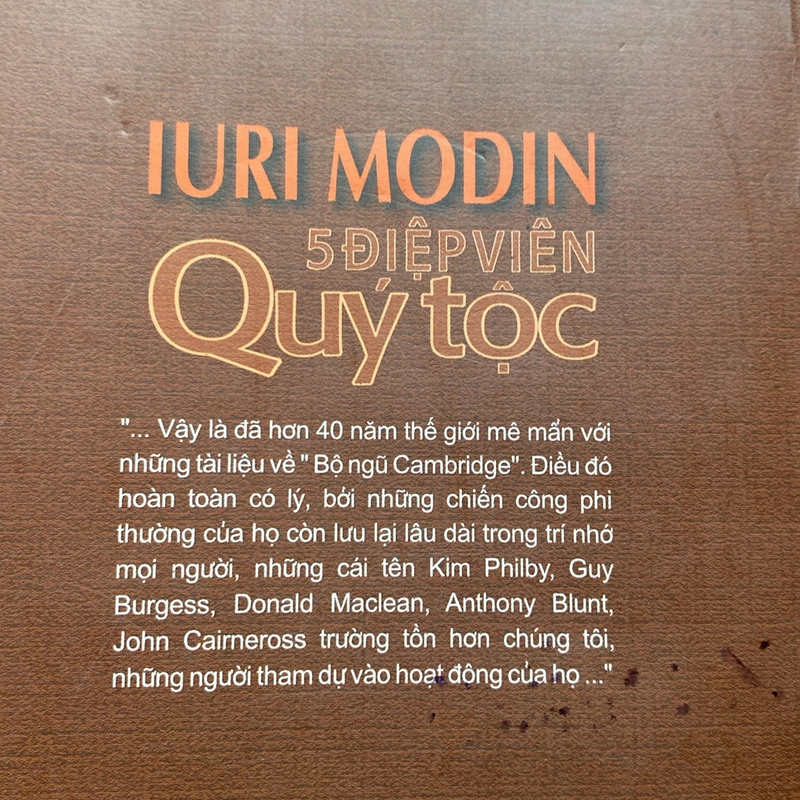 IURI MODIN
5 ĐIỆP VIÊN
Quý tộc
"... Vậy là đã hơn 40 năm thế giới mê mẩn với
những tài liệu về " Bộ ngũ Cambridge". Điều đó
hoàn toàn có lý, bởi những chiến công phi
thường của họ còn lưu lại lâu dài trong trí nhớ
mọi người, những cái tên Kim Philby, Guy
Burgess, Donald Maclean, Anthony Blunt,
John Cairneross trường tồn hơn chúng tôi,
những người tham dự vào hoạt động của họ ..."